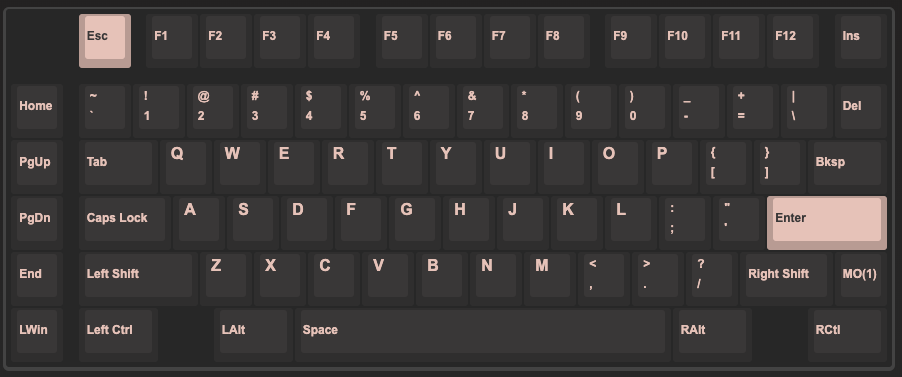 Esc F1 F2 F3 F4 F5 F6 F7 F8 F9 F10 F11 F12 Ins
Home ~ ! @ # $ % ^ & * ( ) _ + | Del
` 1 2 3 4 5 6 7 8 9 0 - = \
PgUp Tab Q W E R T Y U I O P { } Bksp
[ ]
PgDn Caps Lock A S D F G H J K L : " Enter
; '
End Left Shift Z X C V B N M < > ? Right Shift MO(1)
, . /
LWin Left Ctrl LAlt Space RAlt RCtl